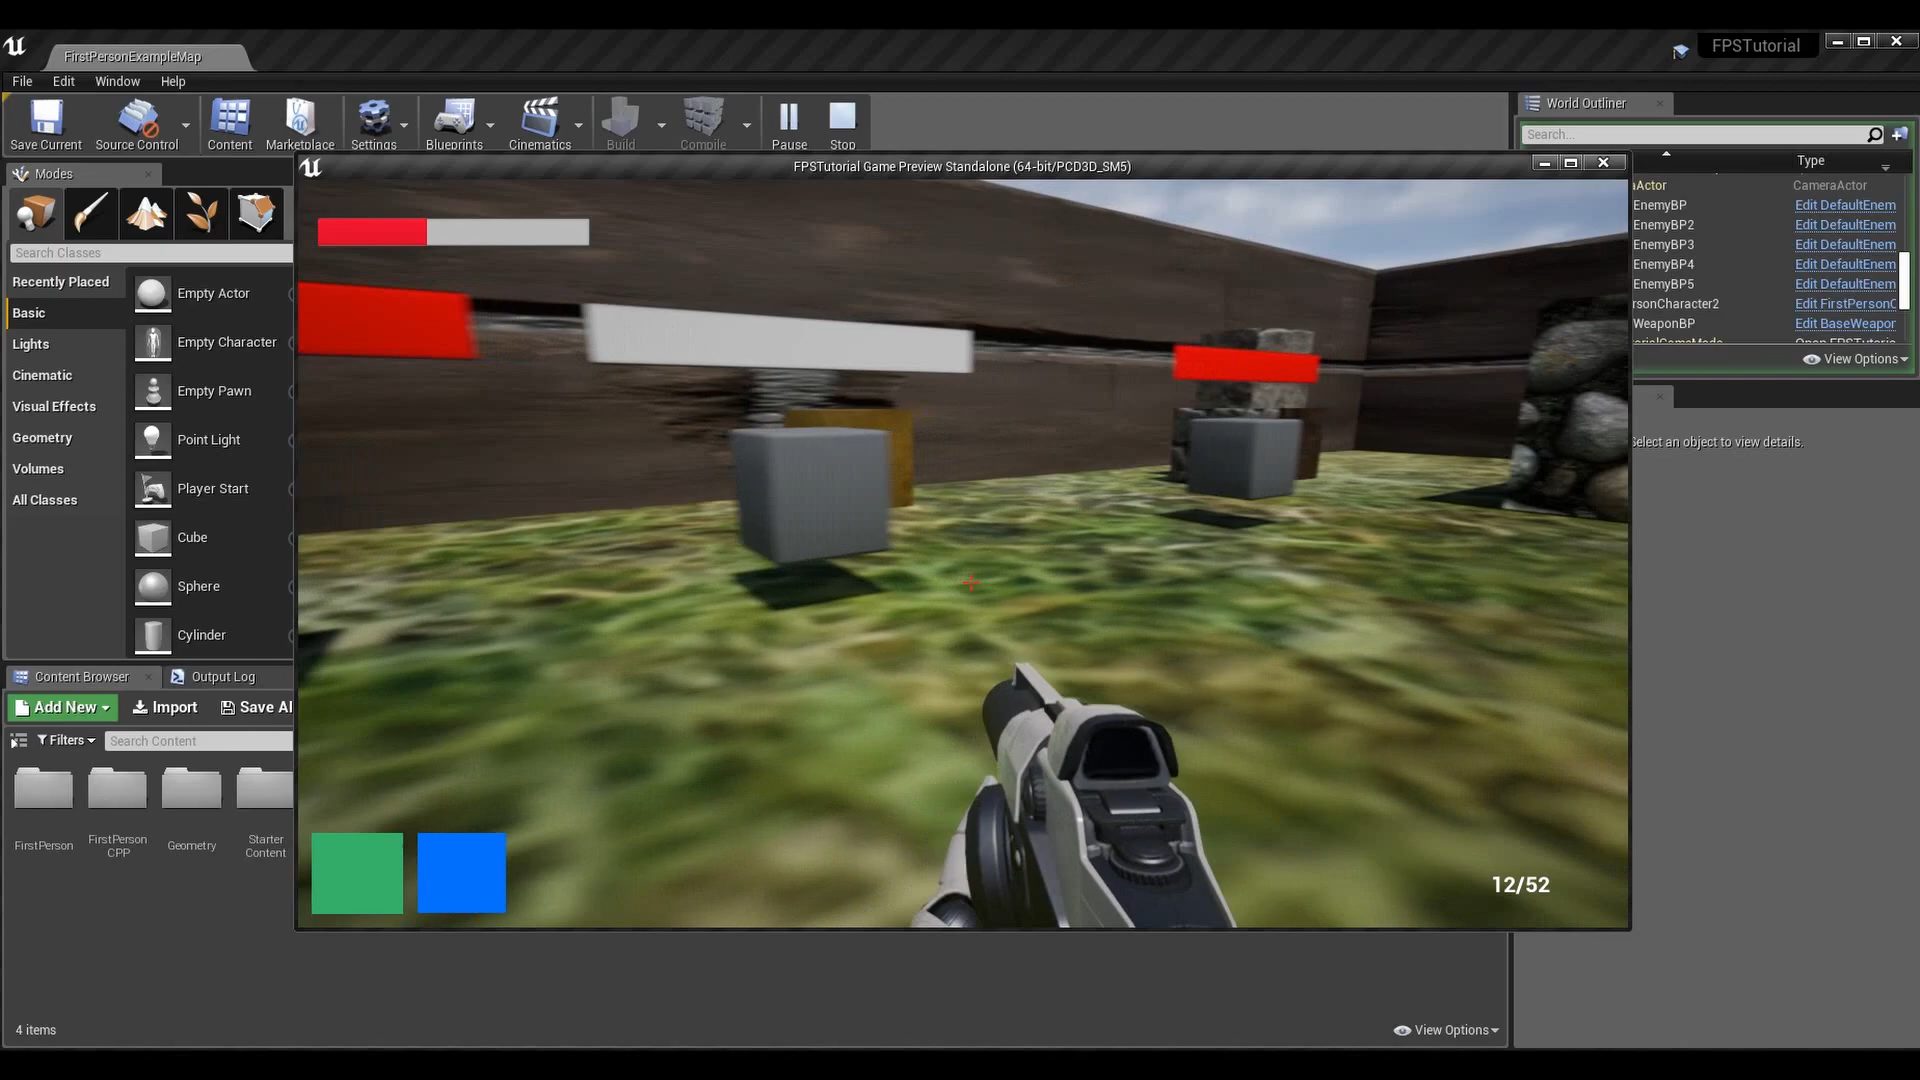 FirstPersonExampleMap
FPSTutorial
File Edit Window Help
Save Current Source Control Content Marketplace Settings Blueprints Cinematics Build Compile Pause Stop
World Outliner
Search...
Type
FPSTutorial Game Preview Standalone (64-bit/PCD3D_SM5)
Modes
Search Classes
Recently Placed
Basic
Lights
Cinematic
Visual Effects
Geometry
Volumes
All Classes
Empty Actor
Empty Character
Empty Pawn
Point Light
Player Start
Cube
Sphere
Cylinder
aActor CameraActor
EnemyBP Edit DefaultEnem
EnemyBP2 Edit DefaultEnem
EnemyBP3 Edit DefaultEnem
EnemyBP4 Edit DefaultEnem
EnemyBP5 Edit DefaultEnem
rsonCharacter2 Edit FirstPersonC
WeaponBP Edit BaseWeapor
View Options
Select an object to view details.
Content Browser Output Log
Add New Import Save Al
Filters Search Content
FirstPerson
FirstPerson
CPP
Geometry
Starter
Content
12/52
4 items
View Options